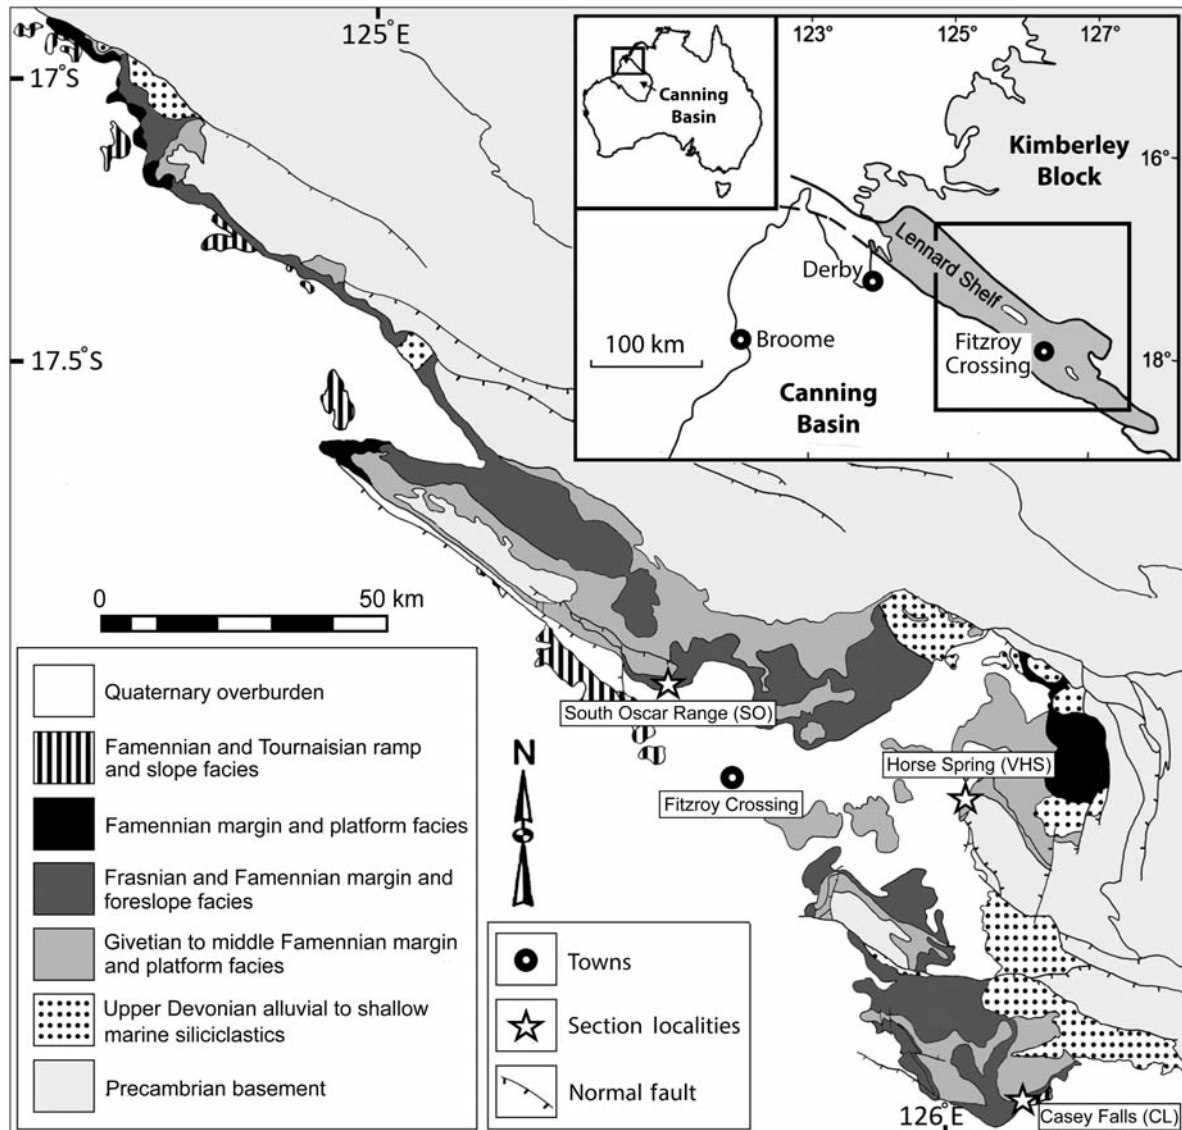 125°E
17°S
17.5°S
Canning
Basin
123°
125°
127°
16°
18°
Kimberley
Block
Lennard Shelf
Derby
Broome
Fitzroy
Crossing
100 km
Canning
Basin
0
50 km
Quaternary overburden
Famennian and Tournaisian ramp
and slope facies
Famennian margin and platform facies
Frasnian and Famennian margin and
foreslope facies
Givetian to middle Famennian margin
and platform facies
Upper Devonian alluvial to shallow
marine siliciclastics
Precambrian basement
South Oscar Range (SO)
N
Fitzroy Crossing
Horse Spring (VHS)
Towns
Section localities
Normal fault
126°E
Casey Falls (CL)